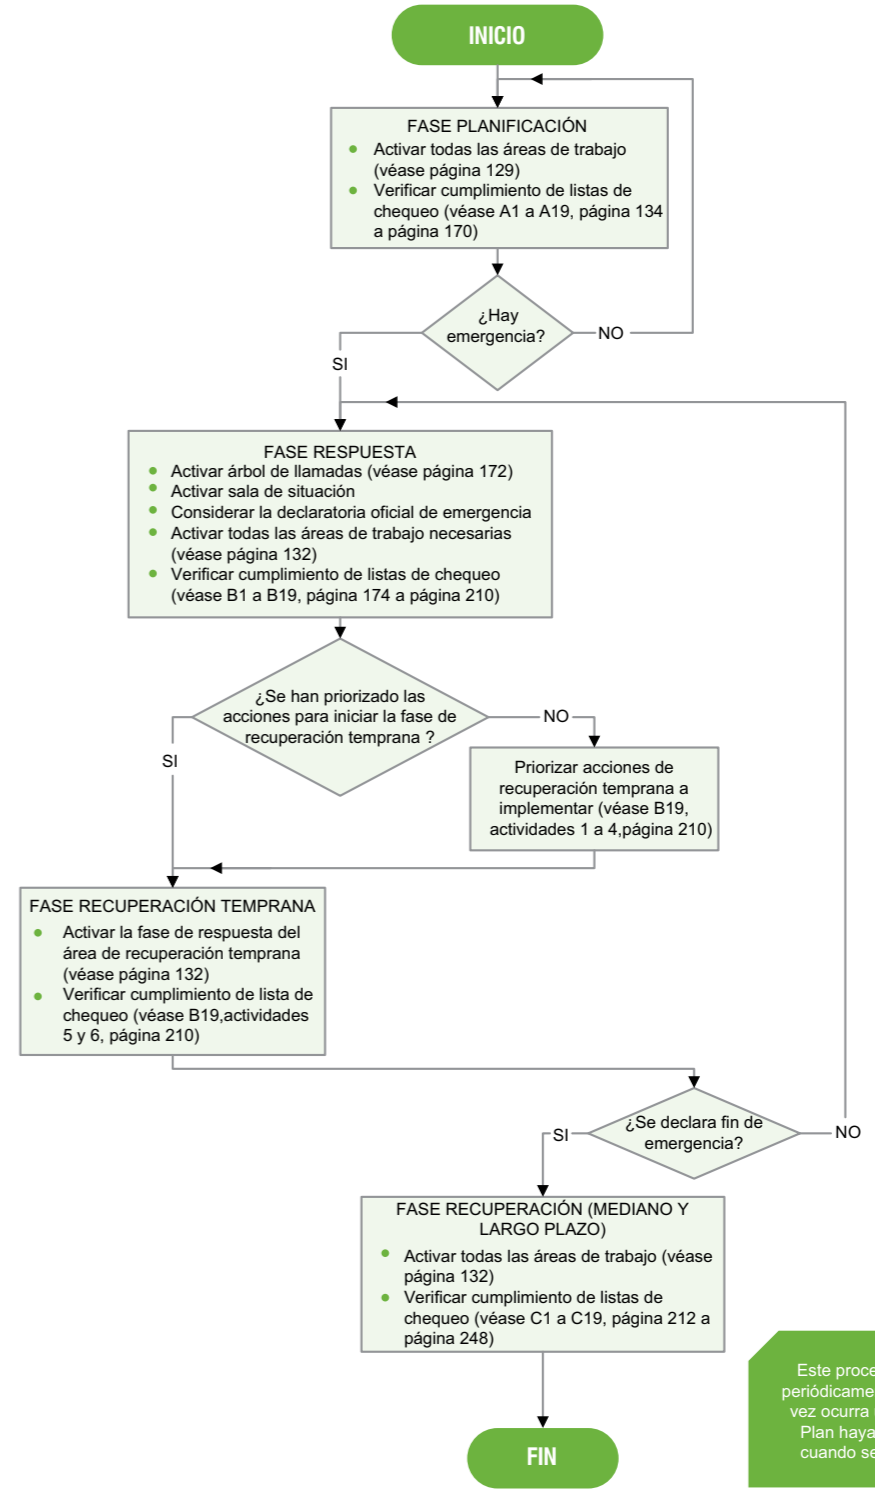 INICIO
FASE PLANIFICACIÓN
• Activar todas las áreas de trabajo
(véase página 129)
• Verificar cumplimiento de listas de
chequeo (véase A1 a A19, página 134
a página 170)
¿Hay
emergencia?
NO
SI
FASE RESPUESTA
• Activar árbol de llamadas (véase página 172)
• Activar sala de situación
• Considerar la declaratoria oficial de emergencia
• Activar todas las áreas de trabajo necesarias
(véase página 132)
• Verificar cumplimiento de listas de chequeo
(véase B1 a B19, página 174 a página 210)
¿Se han priorizado las
acciones para iniciar la fase de
recuperación temprana ?
NO
SI
Priorizar acciones de
recuperación temprana a
implementar (véase B19,
actividades 1 a 4,página 210)
FASE RECUPERACIÓN TEMPRANA
• Activar la fase de respuesta del
área de recuperación temprana
(véase página 132)
• Verificar cumplimiento de lista de
chequeo (véase B19,actividades
5 y 6, página 210)
¿Se declara fin de
emergencia?
SI
NO
FASE RECUPERACIÓN (MEDIANO Y
LARGO PLAZO)
• Activar todas las áreas de trabajo (véase
página 132)
• Verificar cumplimiento de listas de
chequeo (véase C1 a C19, página 212 a
página 248)
Este proce
periódicame
vez ocurra
Plan haya
cuando se
FIN